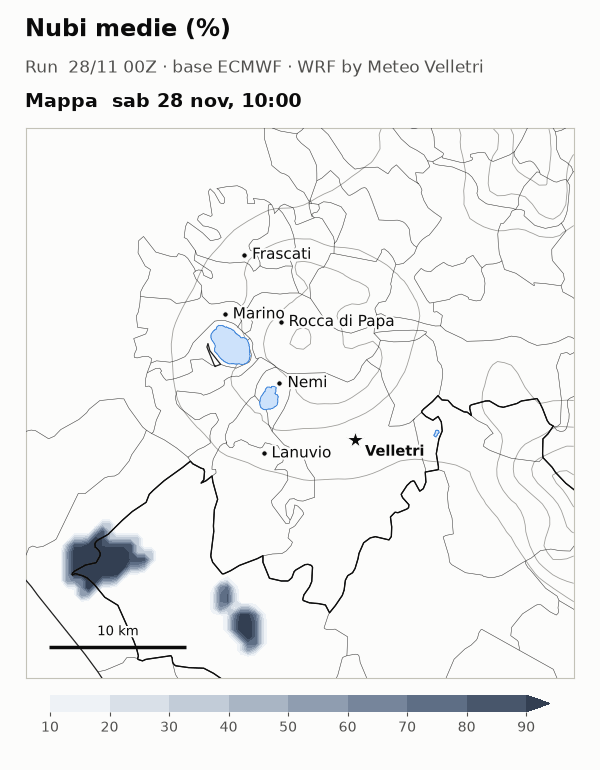 Nubi medie (%)
Run  28/11 00Z · base ECMWF · WRF by Meteo Velletri
Mappa  sab 28 nov, 10:00
Frascati
Marino
Rocca di Papa
Nemi
Velletri
Lanuvio
10 km
10 20 30 40 50 60 70 80 90